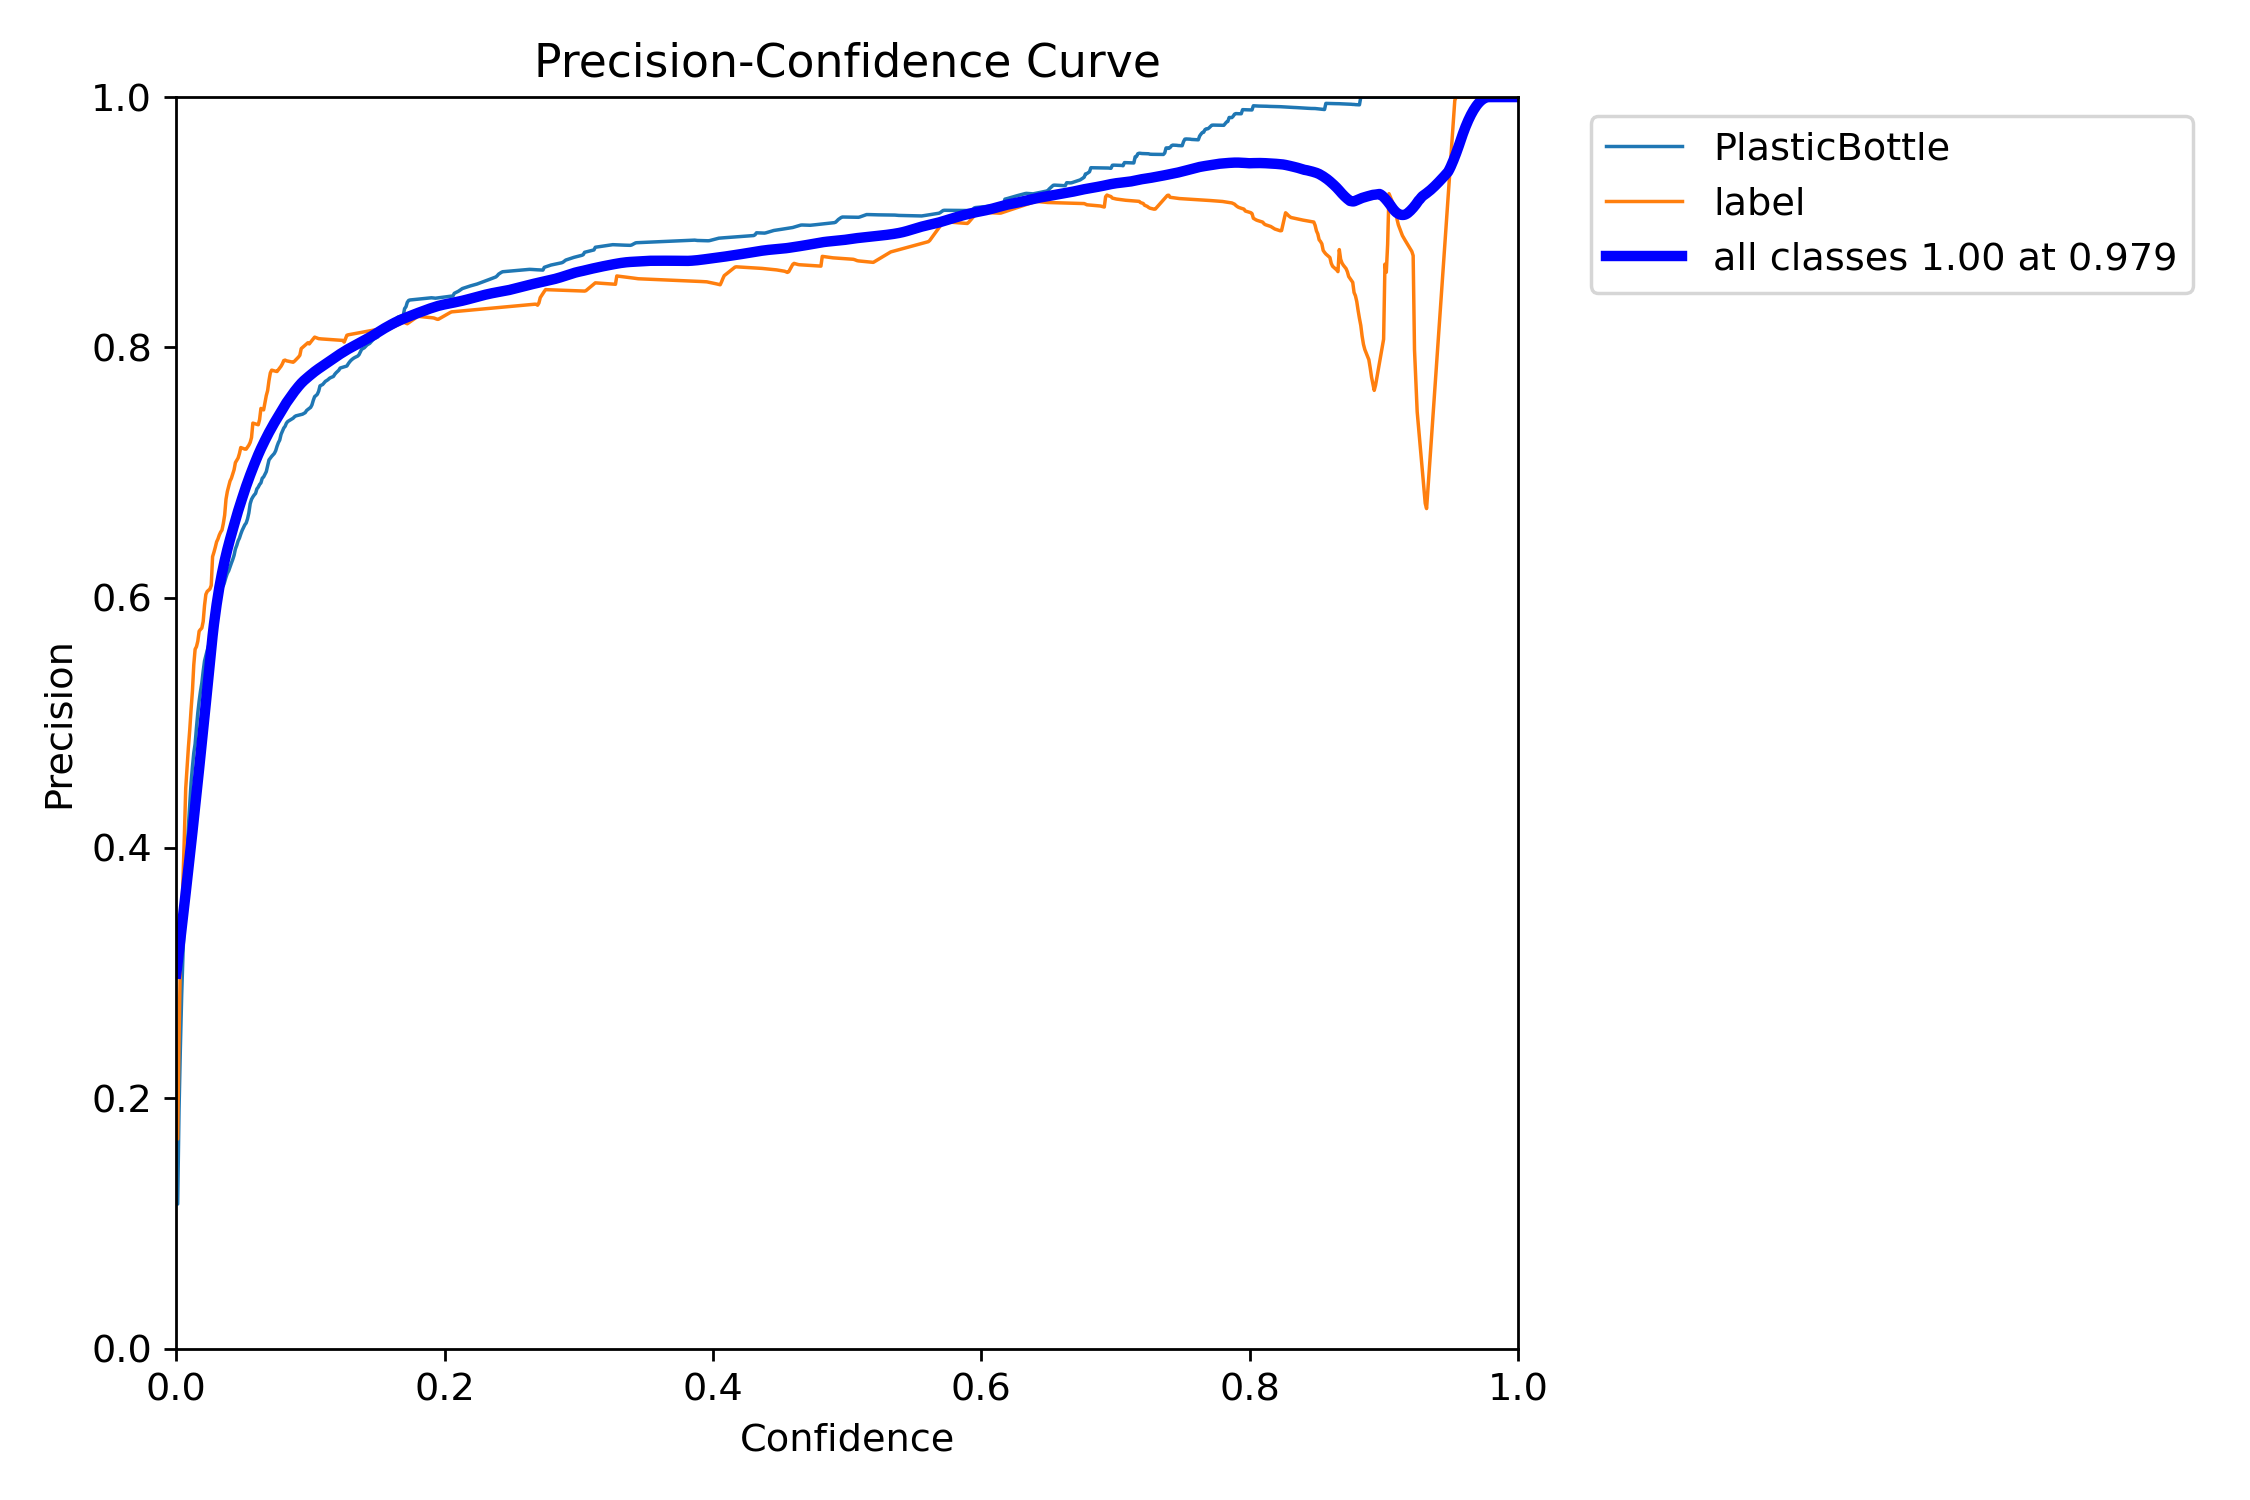 Precision-Confidence Curve
1.0
0.8
0.6
0.4
0.2
0.0
Precision
0.0 0.2 0.4 0.6 0.8 1.0
Confidence
PlasticBottle
label
all classes 1.00 at 0.979